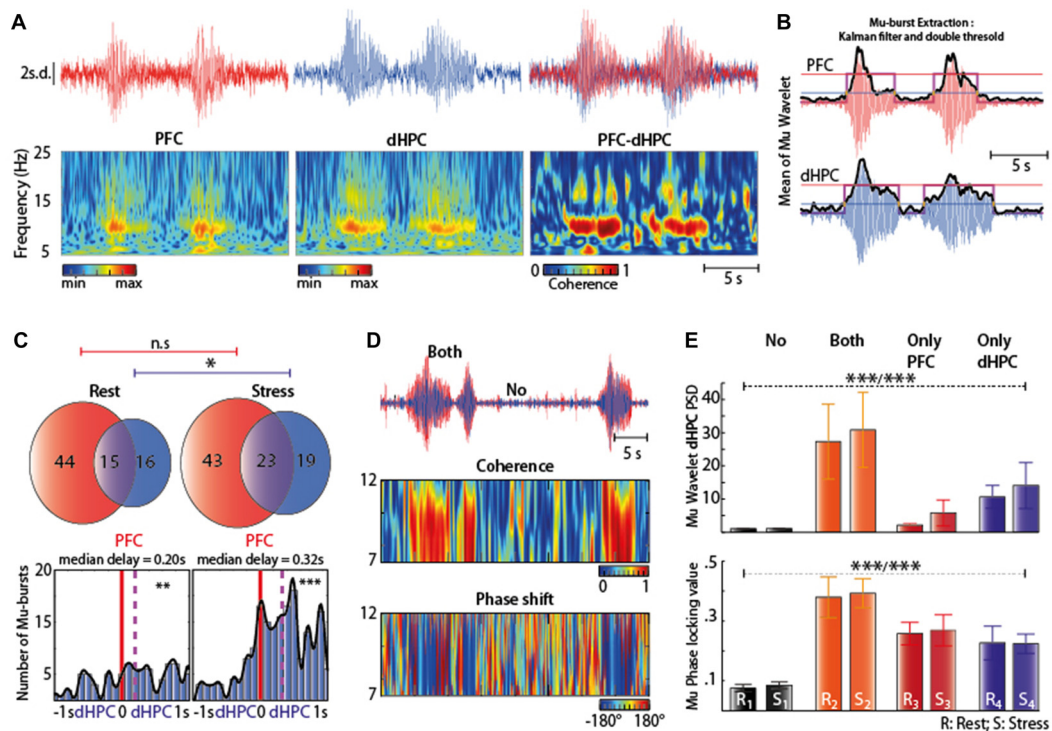 A
2s.d.
PFC
dHPC
PFC-dHPC
Frequency (Hz)
25
15
5
min max
min max
0 1
Coherence
5 s
B
Mu-burst Extraction :
Kalman filter and double thresold
Mean of Mu Wavelet
PFC
5 s
dHPC
C
n.s
*
Rest
Stress
44 15 16
43 23 19
PFC
PFC
median delay = 0.20s
median delay = 0.32s
Number of Mu-bursts
20
15
5
**
***
-1s dHPC 0 dHPC 1s
-1s dHPC 0 dHPC 1s
D
Both
No
5 s
Coherence
12
7
0 1
Phase shift
12
7
-180° 180°
E
No
Both
Only PFC
Only dHPC
***/***
Mu Wavelet dHPC PSD
30
20
10
***/***
Mu Phase locking value
.5
.3
.1
R1 S1 R2 S2 R3 S3 R4 S4
R: Rest; S: Stress